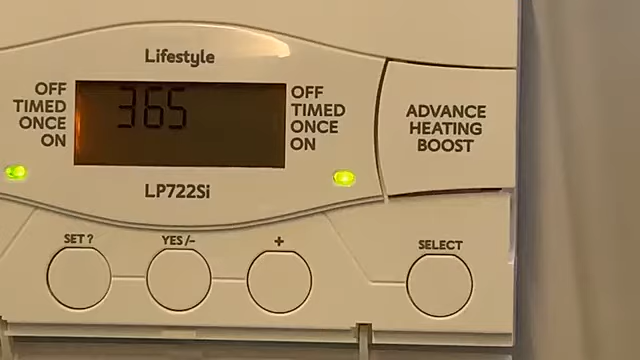 Lifestyle
OFF
TIMED
ONCE
ON
365
OFF
TIMED
ONCE
ON
ADVANCE
HEATING
BOOST
LP722Si
SET ?
YES /-
+
SELECT